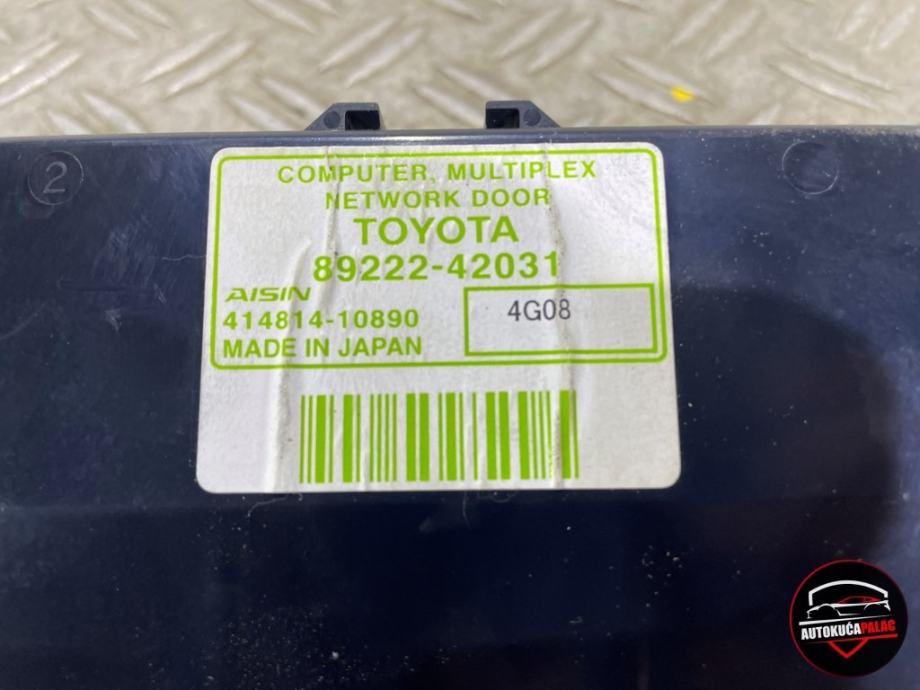 2
COMPUTER, MULTIPLEX
NETWORK DOOR
TOYOTA
89222-42031
AISIN
414814-10890
4G08
MADE IN JAPAN
AUTOKUĆAPALAC